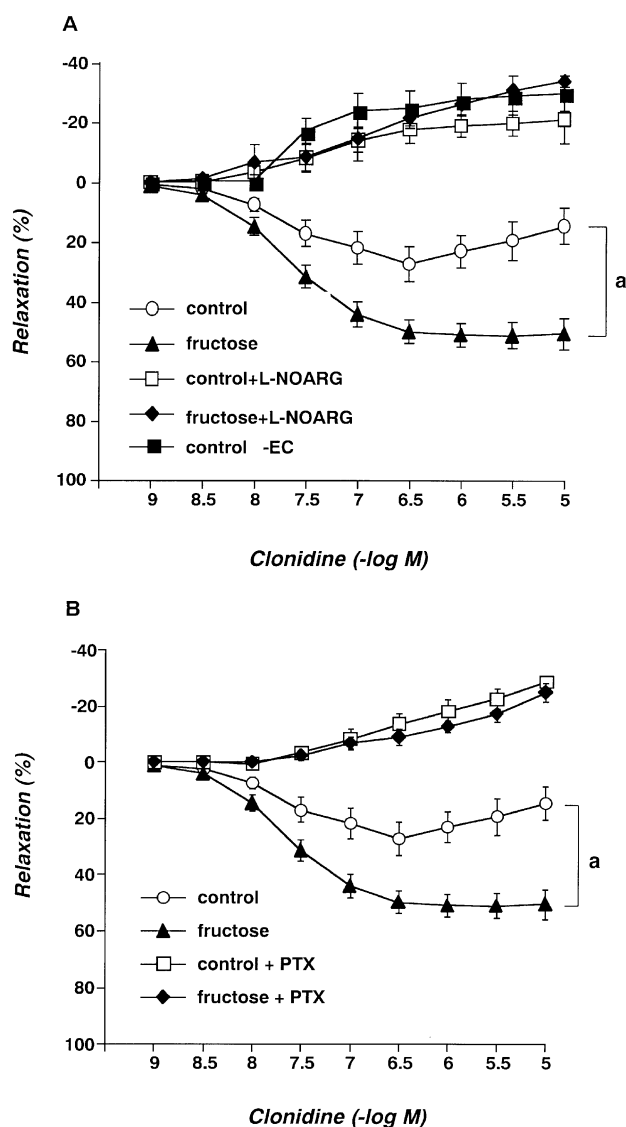 A
-40
-20
0
20
40
60
80
100
Relaxation (%)
control
fructose
control+L-NOARG
fructose+L-NOARG
control -EC
a
9 8.5 8 7.5 7 6.5 6 5.5 5
Clonidine (-log M)
B
-40
-20
0
20
40
60
80
100
Relaxation (%)
control
fructose
control + PTX
fructose + PTX
a
9 8.5 8 7.5 7 6.5 6 5.5 5
Clonidine (-log M)